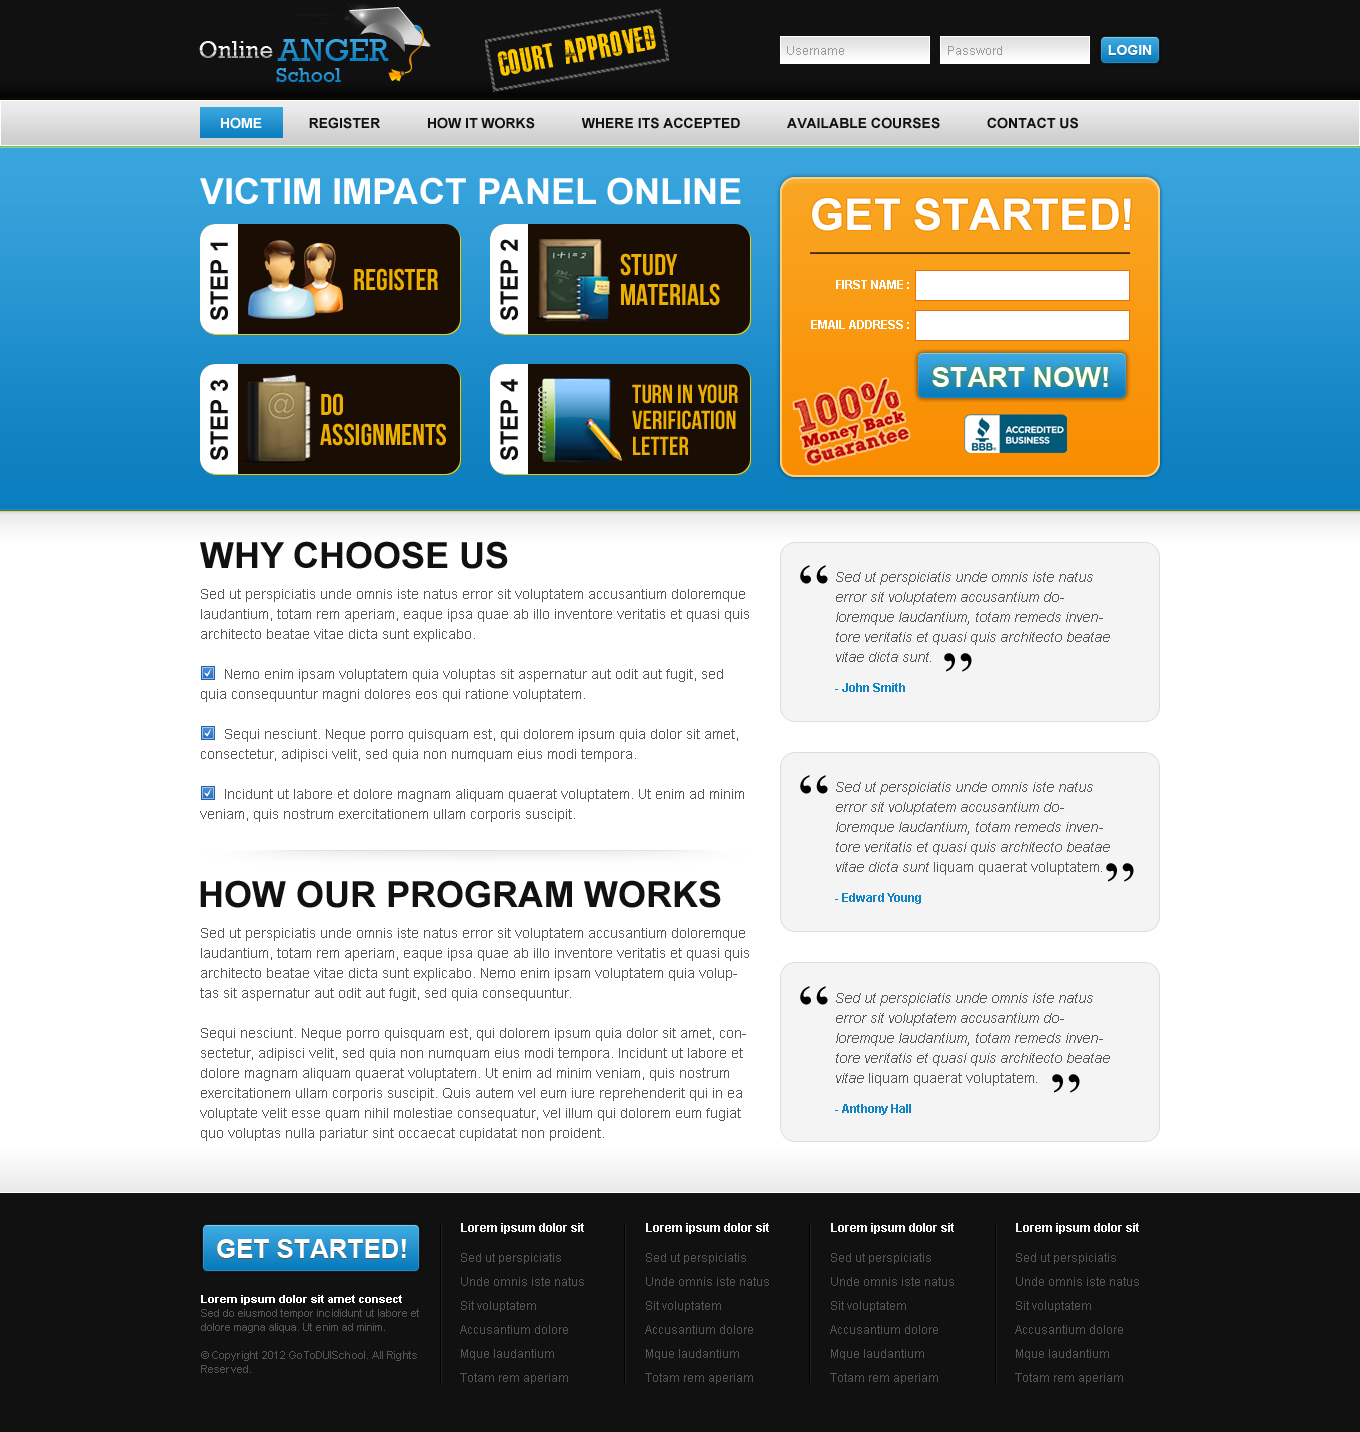 Online ANGER
School
COURT APPROVED
Username
Password
LOGIN
HOME
REGISTER
HOW IT WORKS
WHERE ITS ACCEPTED
AVAILABLE COURSES
CONTACT US
VICTIM IMPACT PANEL ONLINE
STEP 1
REGISTER
STEP 2
1+1=2
STUDY
MATERIALS
STEP 3
@
DO
ASSIGNMENTS
STEP 4
TURN IN YOUR
VERIFICATION
LETTER
GET STARTED!
FIRST NAME :
EMAIL ADDRESS :
START NOW!
100%
Money Back
Guarantee
BBB.
ACCREDITED
BUSINESS
WHY CHOOSE US
Sed ut perspiciatis unde omnis iste natus error sit voluptatem accusantium doloremque
laudantium, totam rem aperiam, eaque ipsa quae ab illo inventore veritatis et quasi quis
architecto beatae vitae dicta sunt explicabo.
Nemo enim ipsam voluptatem quia voluptas sit aspernatur aut odit aut fugit, sed
quia consequuntur magni dolores eos qui ratione voluptatem.
Sequi nesciunt. Neque porro quisquam est, qui dolorem ipsum quia dolor sit amet,
consectetur, adipisci velit, sed quia non numquam eius modi tempora.
Incidunt ut labore et dolore magnam aliquam quaerat voluptatem. Ut enim ad minim
veniam, quis nostrum exercitationem ullam corporis suscipit.
HOW OUR PROGRAM WORKS
Sed ut perspiciatis unde omnis iste natus error sit voluptatem accusantium doloremque
laudantium, totam rem aperiam, eaque ipsa quae ab illo inventore veritatis et quasi quis
architecto beatae vitae dicta sunt explicabo. Nemo enim ipsam voluptatem quia volup-
tas sit aspernatur aut odit aut fugit, sed quia consequuntur.
Sequi nesciunt. Neque porro quisquam est, qui dolorem ipsum quia dolor sit amet, con-
sectetur, adipisci velit, sed quia non numquam eius modi tempora. Incidunt ut labore et
dolore magnam aliquam quaerat voluptatem. Ut enim ad minim veniam, quis nostrum
exercitationem ullam corporis suscipit. Quis autem vel eum iure reprehenderit qui in ea
voluptate velit esse quam nihil molestiae consequatur, vel illum qui dolorem eum fugiat
quo voluptas nulla pariatur sint occaecat cupidatat non proident.
“ Sed ut perspiciatis unde omnis iste natus
error sit voluptatem accusantium do-
loremque laudantium, totam remeds inven-
tore veritatis et quasi quis architecto beatae
vitae dicta sunt. ”
- John Smith
“ Sed ut perspiciatis unde omnis iste natus
error sit voluptatem accusantium do-
loremque laudantium, totam remeds inven-
tore veritatis et quasi quis architecto beatae
vitae dicta sunt liquam quaerat voluptatem. ”
- Edward Young
“ Sed ut perspiciatis unde omnis iste natus
error sit voluptatem accusantium do-
loremque laudantium, totam remeds inven-
tore veritatis et quasi quis architecto beatae
vitae liquam quaerat voluptatem. ”
- Anthony Hall
GET STARTED!
Lorem ipsum dolor sit amet consect
Sed do eiusmod tempor incididunt ut labore et
dolore magna aliqua. Ut enim ad minim.
© Copyright 2012 GoToDUISchool. All Rights
Reserved.
Lorem ipsum dolor sit
Sed ut perspiciatis
Unde omnis iste natus
Sit voluptatem
Accusantium dolore
Mque laudantium
Totam rem aperiam
Lorem ipsum dolor sit
Sed ut perspiciatis
Unde omnis iste natus
Sit voluptatem
Accusantium dolore
Mque laudantium
Totam rem aperiam
Lorem ipsum dolor sit
Sed ut perspiciatis
Unde omnis iste natus
Sit voluptatem
Accusantium dolore
Mque laudantium
Totam rem aperiam
Lorem ipsum dolor sit
Sed ut perspiciatis
Unde omnis iste natus
Sit voluptatem
Accusantium dolore
Mque laudantium
Totam rem aperiam